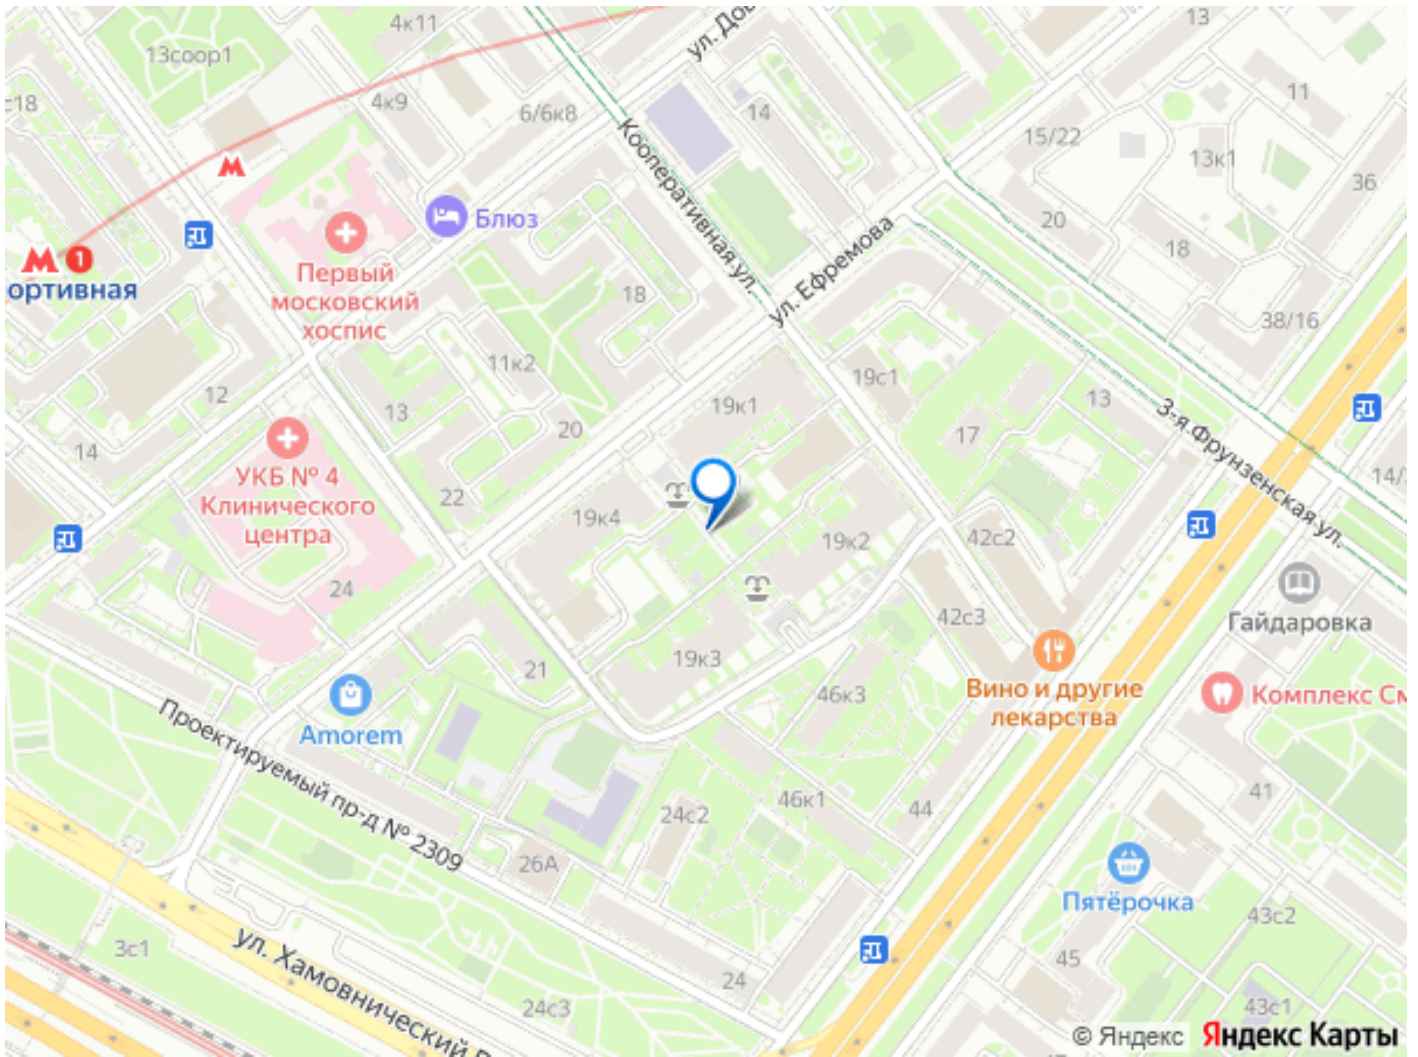 4к11
13
ул. Дов
13соор1
с18
4к9
6/6к8
14
11
15/22
13к1
36
Кооперативная ул.
Блюз
20
18
ул. Ефремова
1
ортивная
Первый
московский
хоспис
18
38/16
11к2
19с1
12
13
19к1
13
3-я Фрунзенская ул.
20
17
14
УКБ № 4
Клинического
центра
22
14/
19к4
19к2
42с2
24
42с3
Гайдаровка
19к3
21
46к3
Вино и другие
лекарства
Комплекс См
Amorem
Проектируемый пр-д № 2309
46к1
44
41
24с2
26А
Пятёрочка
43с2
3с1
ул. Хамовнический В
45
24
24с3
43с1
© Яндекс Яндекс Карты